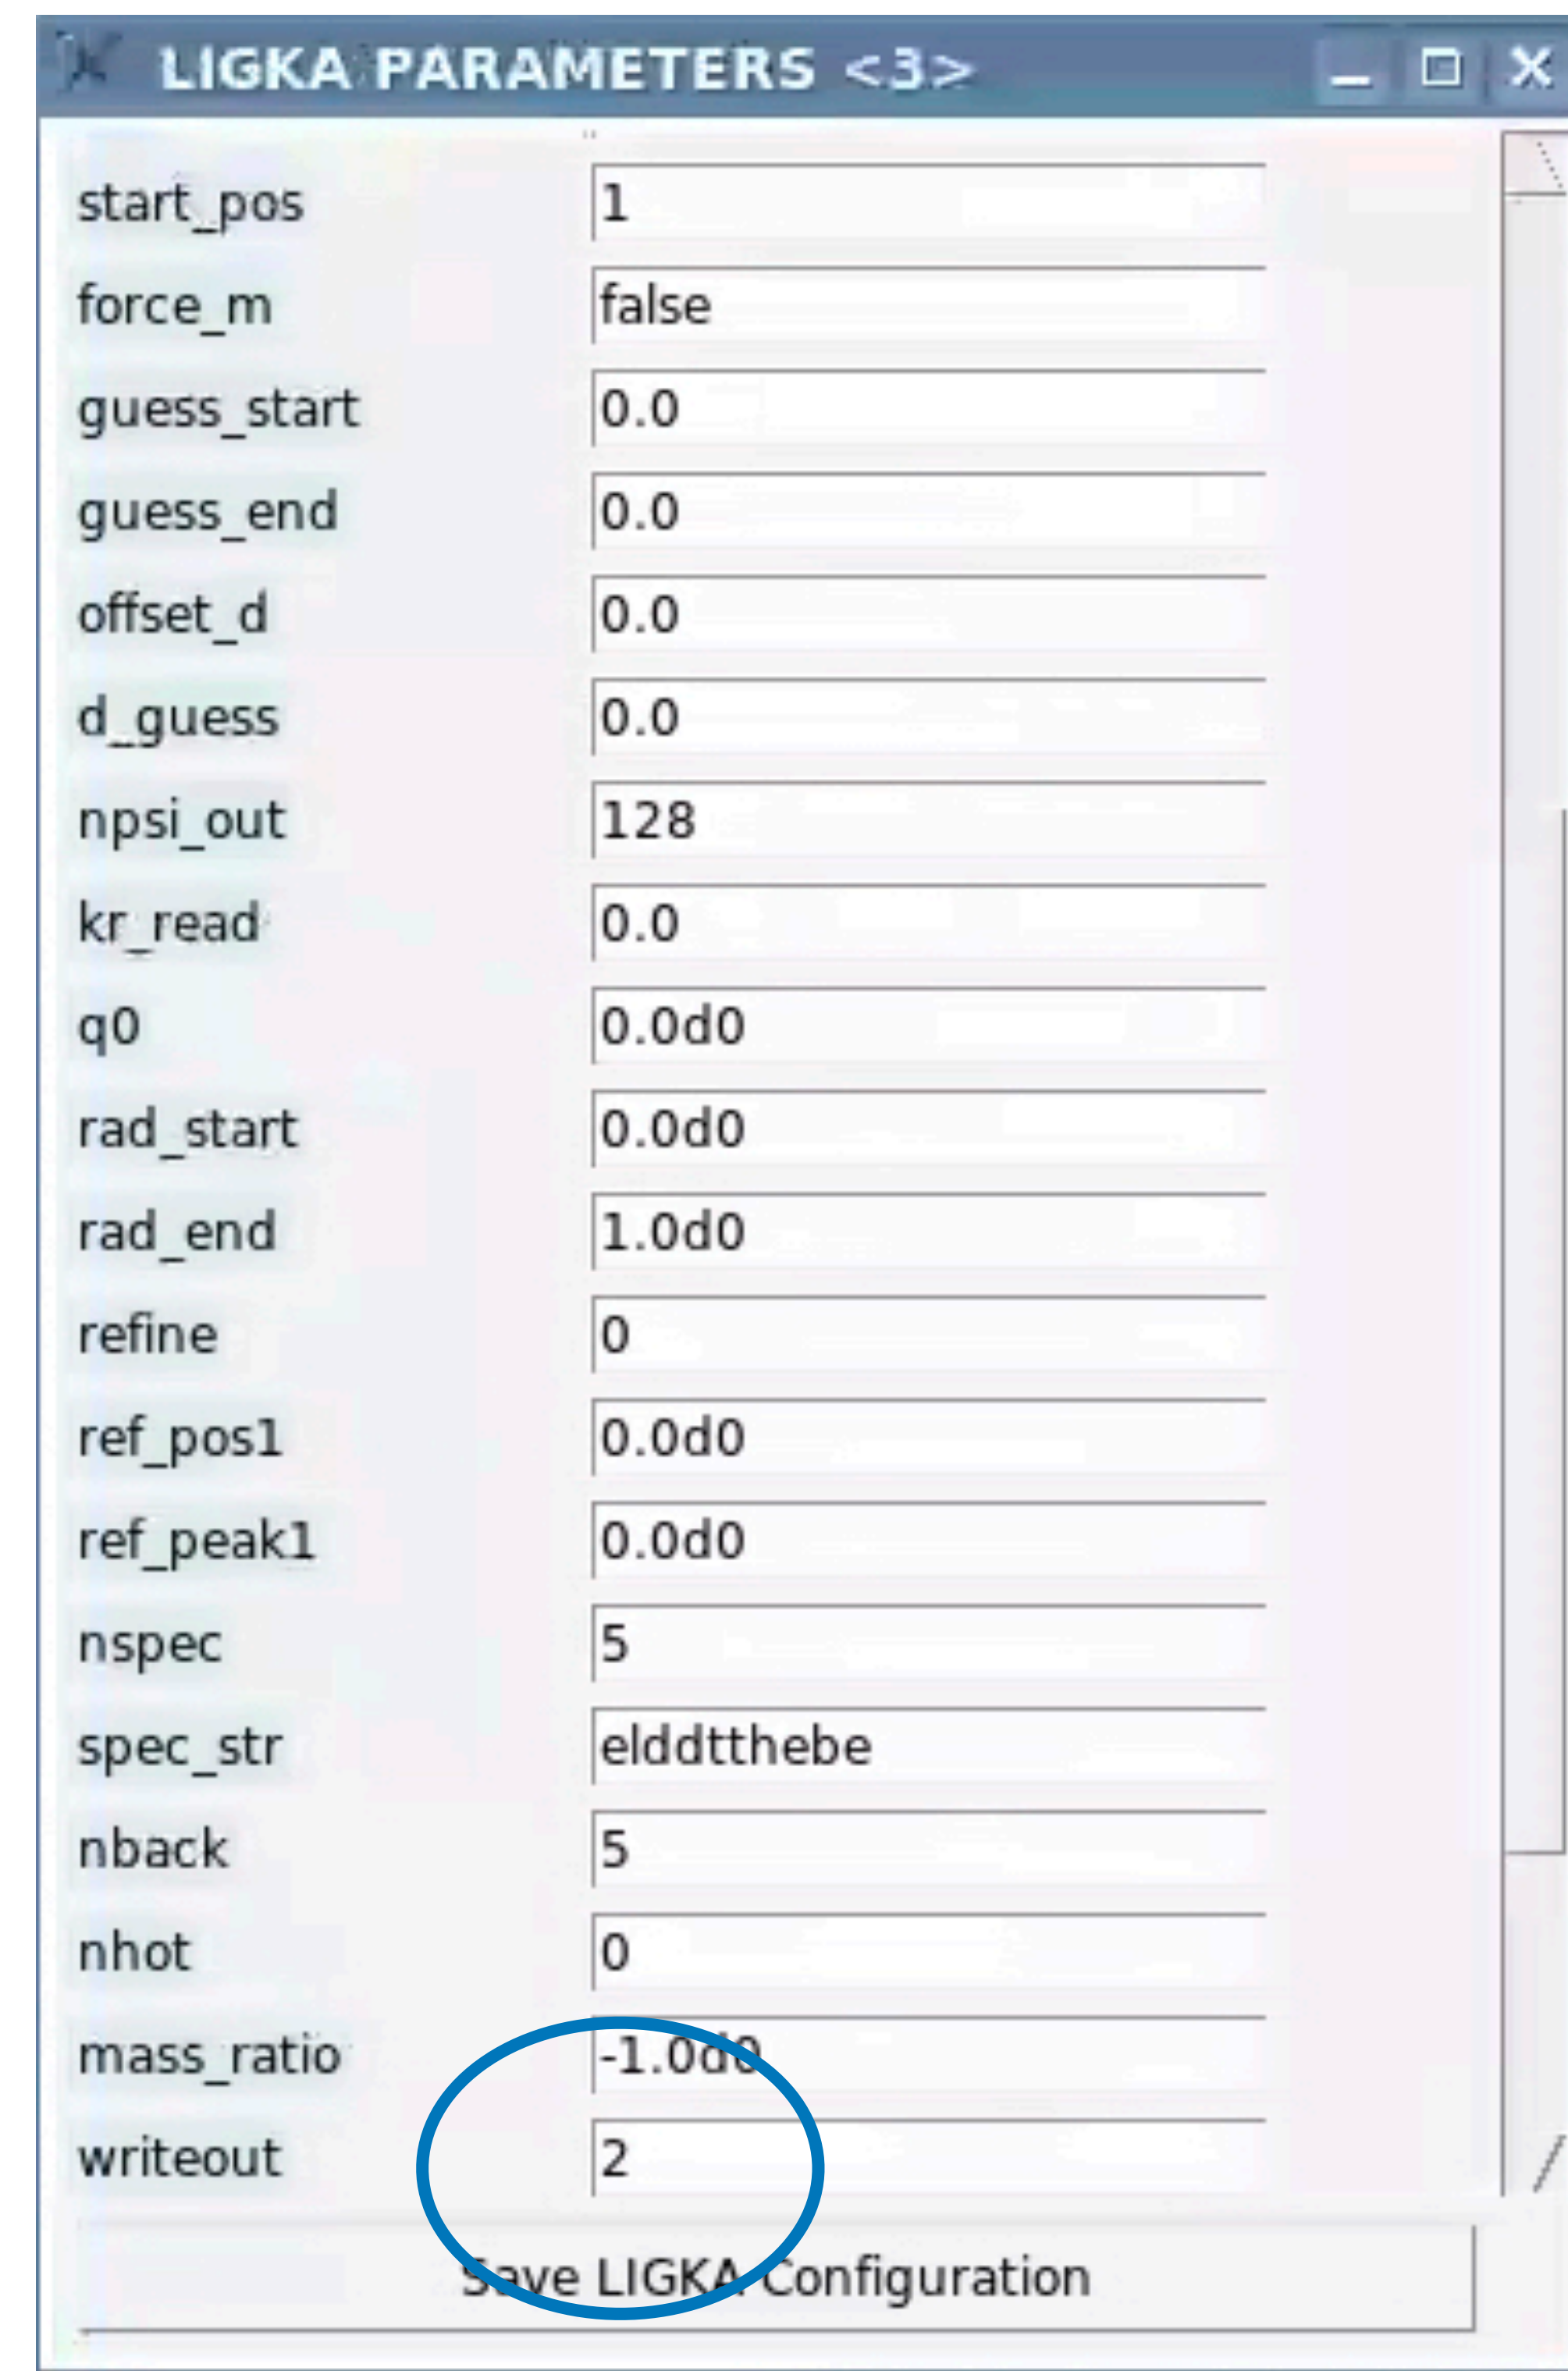 LIGKA PARAMETERS <3>
start_pos 1
force_m false
guess_start 0.0
guess_end 0.0
offset_d 0.0
d_guess 0.0
npsi_out 128
kr_read 0.0
q0 0.0d0
rad_start 0.0d0
rad_end 1.0d0
refine 0
ref_pos1 0.0d0
ref_peak1 0.0d0
nspec 5
spec_str elddtthebe
nback 5
nhot 0
mass_ratio -1.0d0
writeout 2
Save LIGKA Configuration